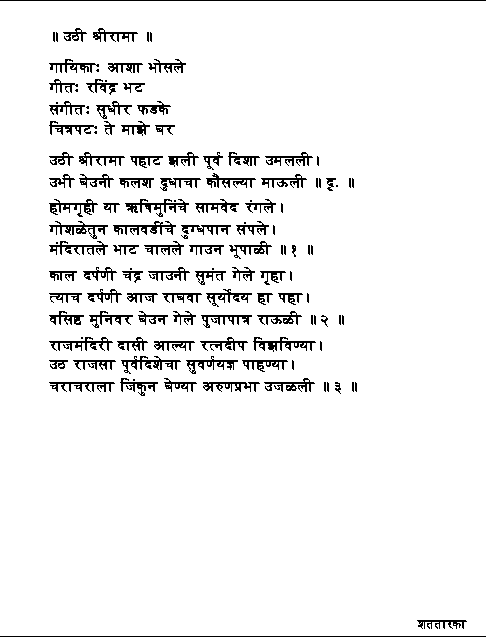 ॥ उठी श्रीरामा ॥
गायिकाः आशा भोसले
गीतः रविंद्र भट
संगीतः सुधीर फडके
चित्रपटः ते माझे घर
उठी श्रीरामा पहाट झाली पूर्व दिशा उमलली।
उभी घेउनी कलश दुधाचा कौसल्या माऊली ॥ द्रृ. ॥
होमगृही या ऋषिमुनिंचे सामवेद रंगले।
गोशळेतुन कालवडींचे दुग्धपान संपले।
मंदिरातले भाट चालले गाउन भूपाळी ॥ १ ॥
काल दर्पणी चंद्र जाउनी सुमंत गेले गृहा।
त्याच दर्पणी आज राघवा सूर्योदय हा पहा।
वसिष्ठ मुनिवर घेउन गेले पुजापात्र राऊळी ॥ २ ॥
राजमंदिरी दासी आल्या रत्नदीप विझविण्या।
उठ राजसा पूर्वदिशेचा सुवर्णयज्ञ पाहण्या।
चराचराला जिंकुन घेण्या अरुणप्रभा उजळली ॥ ३ ॥
शततारका